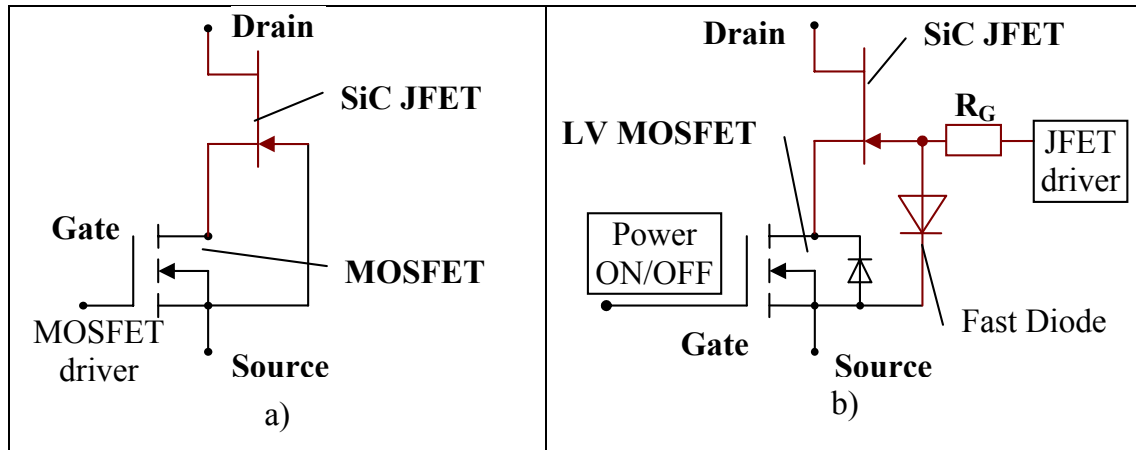 Drain
SiC JFET
Gate
MOSFET
MOSFET
driver
Source
a)
Drain
SiC JFET
LV MOSFET
R_G
JFET
driver
Power
ON/OFF
Fast Diode
Gate
Source
b)